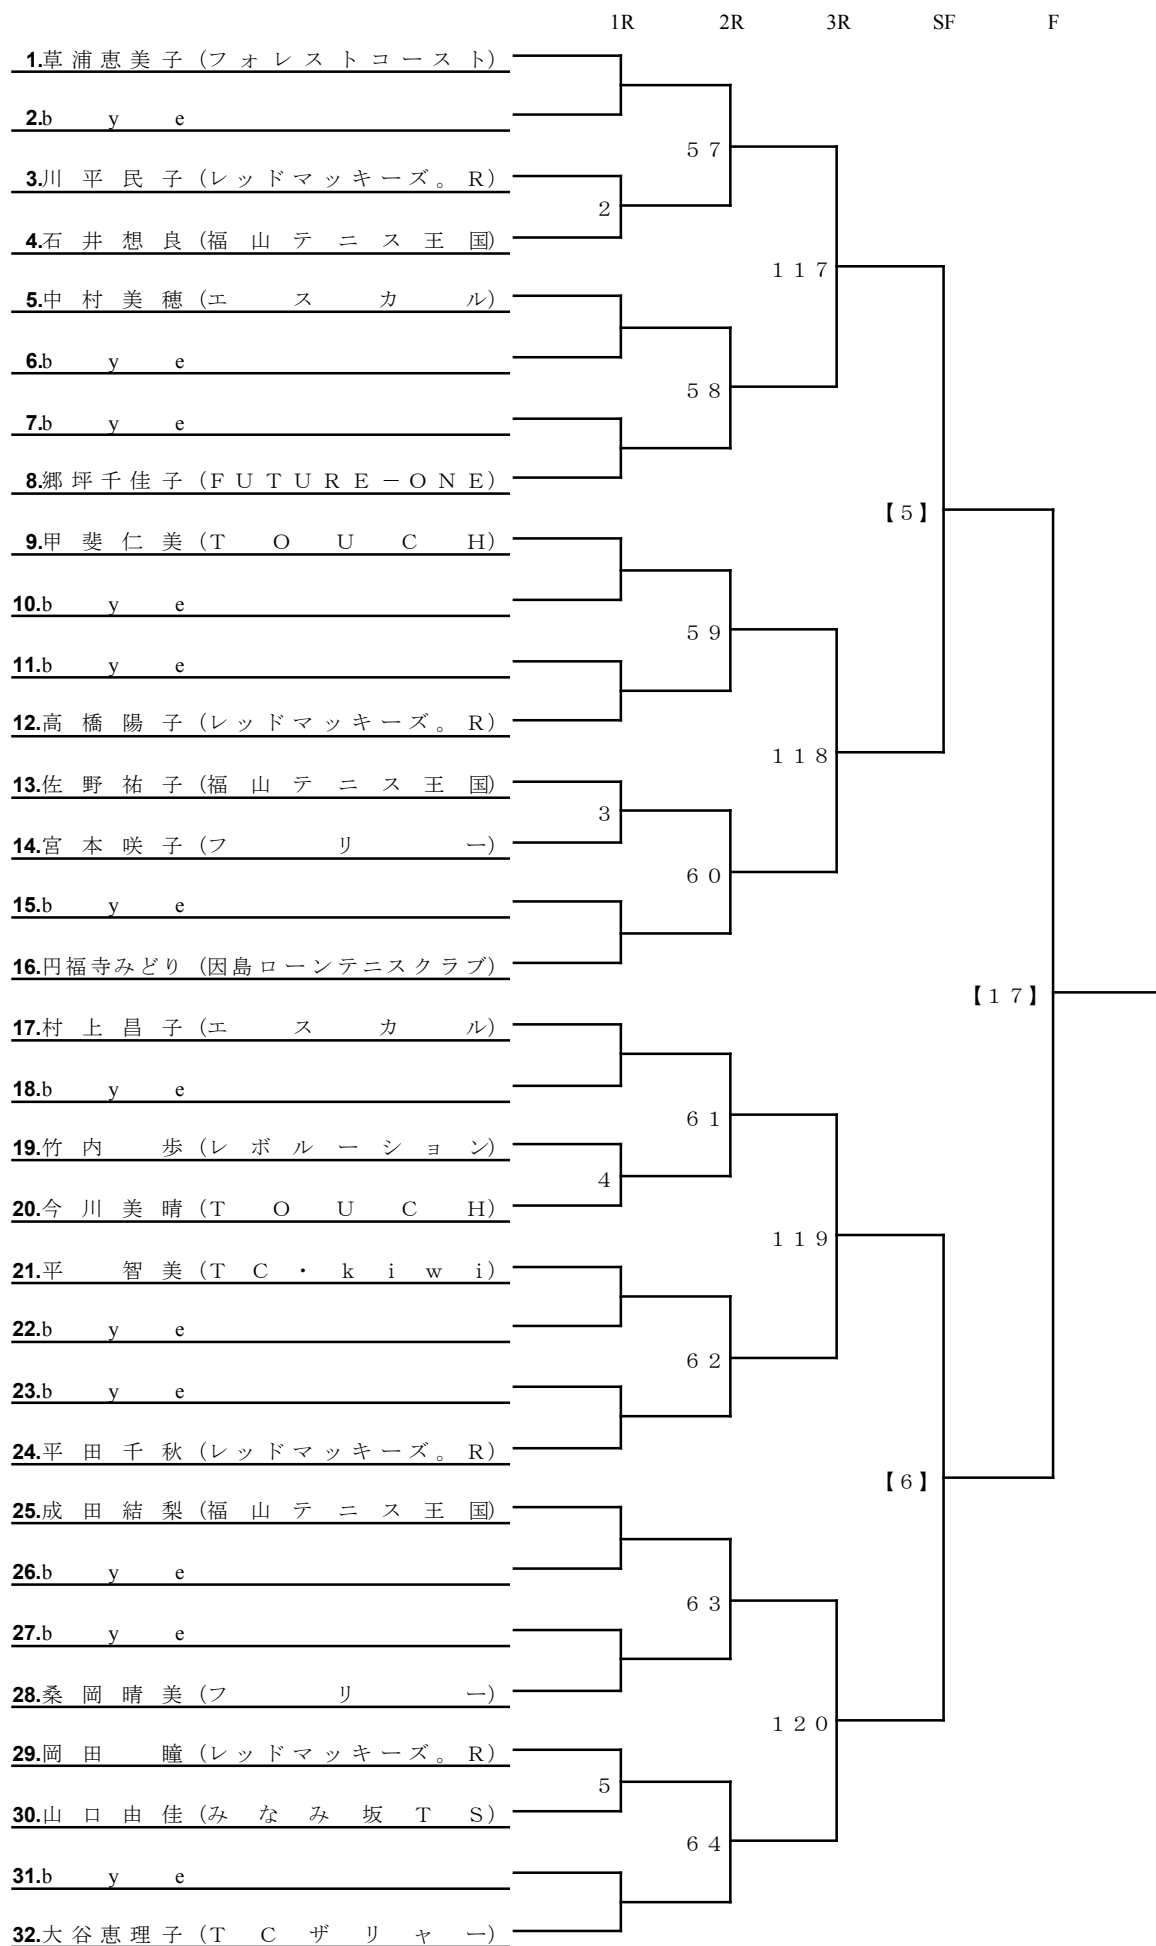 1R 2R 3R SF F
1.草浦恵美子(フォレストコースト)
2.bye
57
3.川平民子(レッドマッキーズ。R)
2
4.石井想良(福山テニス王国)
117
5.中村美穂(エスカル)
6.bye
58
7.bye
8.郷坪千佳子(FUTURE-ONE)
【5】
9.甲斐仁美(TOUCH)
10.bye
59
11.bye
12.高橋陽子(レッドマッキーズ。R)
118
13.佐野祐子(福山テニス王国)
3
14.宮本咲子(フリー)
60
15.bye
16.円福寺みどり(因島ローンテニスクラブ)
【17】
17.村上昌子(エスカル)
18.bye
61
19.竹内 歩(レボルーション)
4
20.今川美晴(TOUCH)
119
21.平 智美(TC・kiwi)
22.bye
62
23.bye
24.平田千秋(レッドマッキーズ。R)
【6】
25.成田結梨(福山テニス王国)
26.bye
63
27.bye
28.桑岡晴美(フリー)
120
29.岡田 瞳(レッドマッキーズ。R)
5
30.山口由佳(みなみ坂TS)
64
31.bye
32.大谷恵理子(TCザリャー)